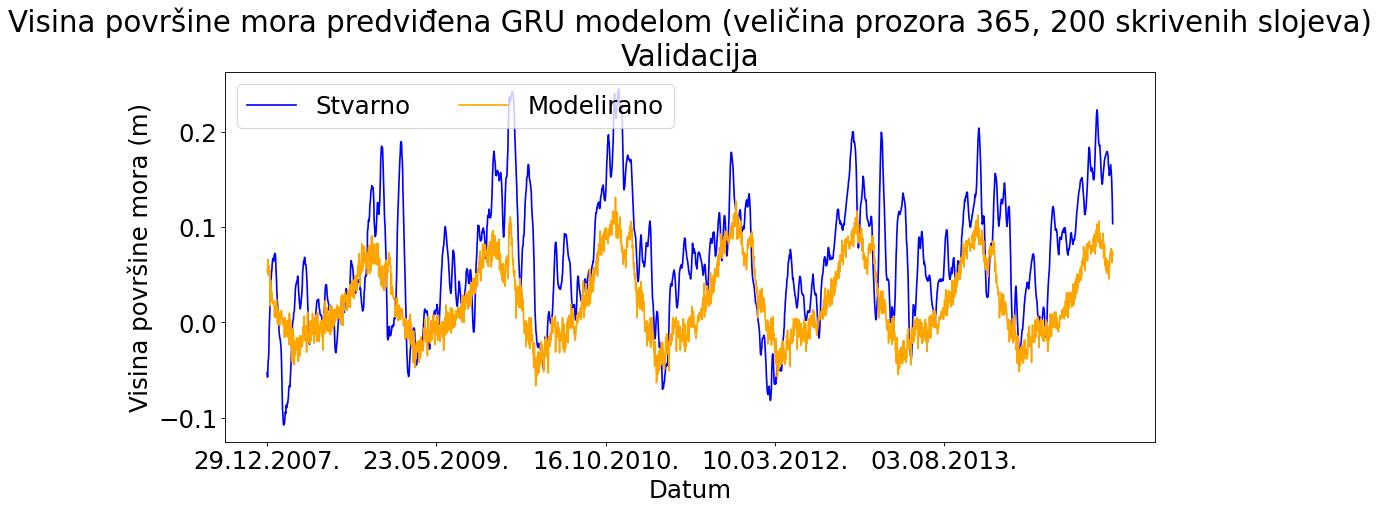 Visina površine mora predviđena GRU modelom (veličina prozora 365, 200 skrivenih slojeva)
Validacija
Stvarno
Modelirano
Visina površine mora (m)
0.2
0.1
0.0
−0.1
29.12.2007.
23.05.2009.
16.10.2010.
10.03.2012.
03.08.2013.
Datum